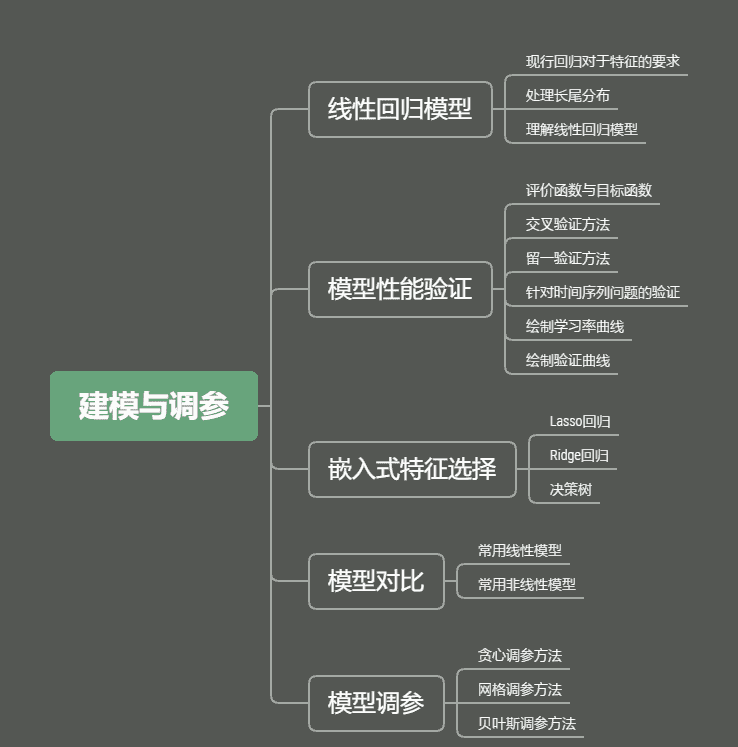 建模与调参
线性回归模型
现行回归对于特征的要求
处理长尾分布
理解线性回归模型
模型性能验证
评价函数与目标函数
交叉验证方法
留一验证方法
针对时间序列问题的验证
绘制学习率曲线
绘制验证曲线
嵌入式特征选择
Lasso回归
Ridge回归
决策树
模型对比
常用线性模型
常用非线性模型
模型调参
贪心调参方法
网格调参方法
贝叶斯调参方法